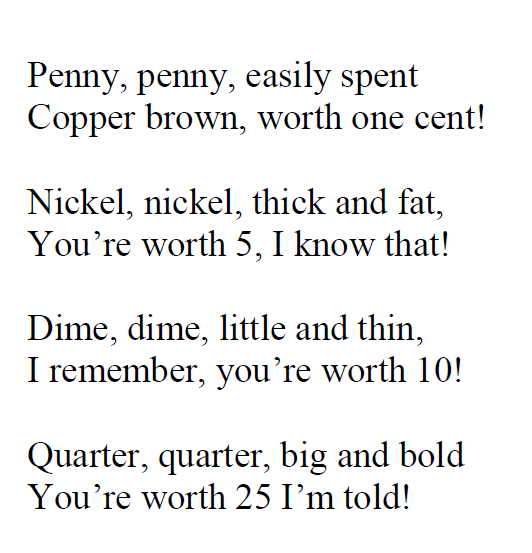 Penny, penny, easily spent
Copper brown, worth one cent!
Nickel, nickel, thick and fat,
You’re worth 5, I know that!
Dime, dime, little and thin,
I remember, you’re worth 10!
Quarter, quarter, big and bold
You’re worth 25 I’m told!